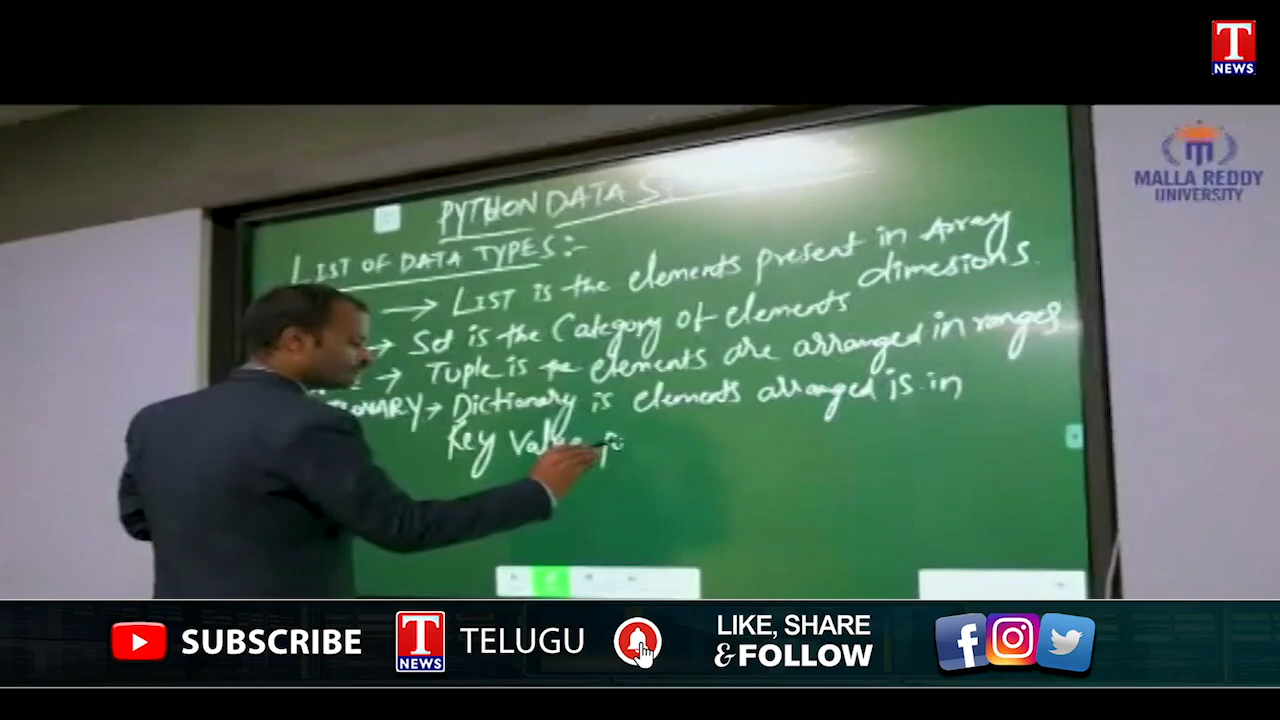 T
NEWS
MALLA REDDY
UNIVERSITY
PYTHON DATA
LIST OF DATA TYPES:-
→ LIST is the elements present in Array
dimesions.
→ Set is the Category of elements
→ Tuple is the elements are arranged in ranges
→ Dictionary is elements arranged is in
Key Value
SUBSCRIBE
T
NEWS
TELUGU
LIKE, SHARE
& FOLLOW